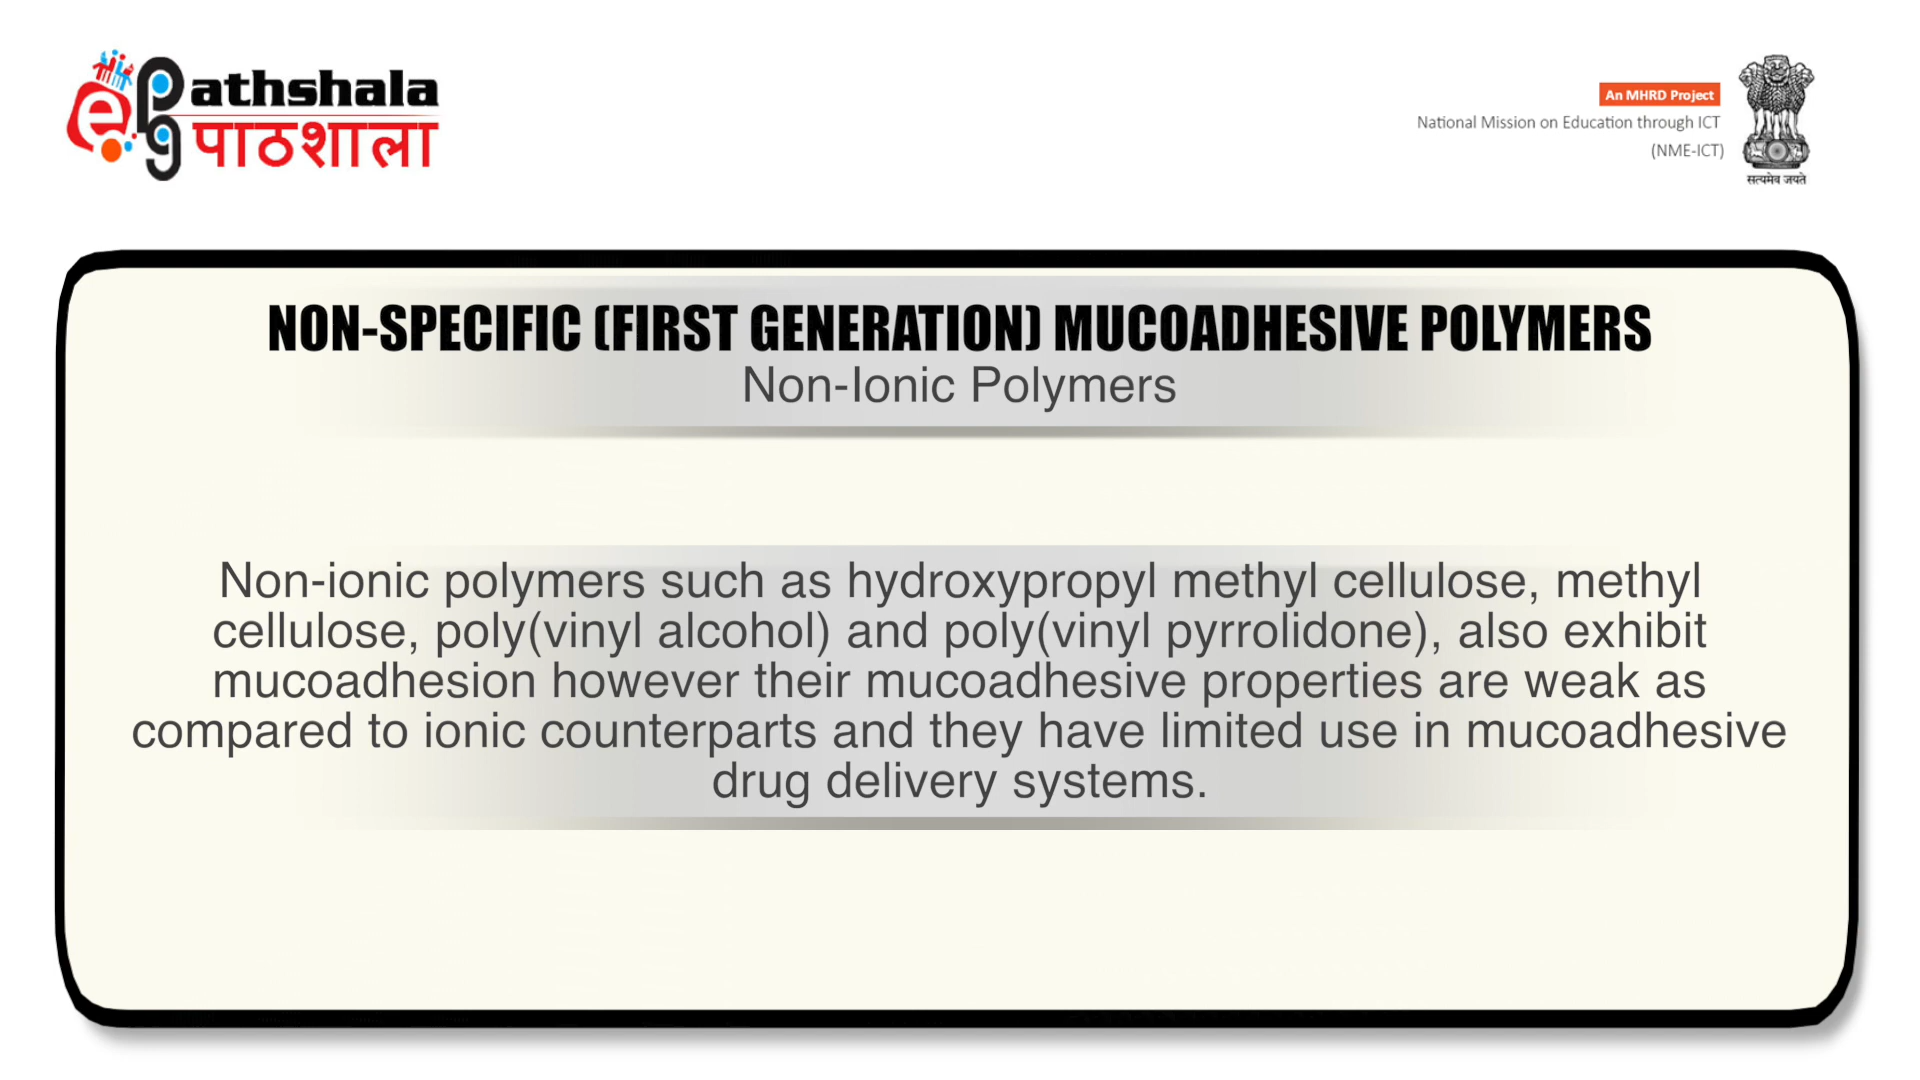 e Pg athshala
पाठशाला
An MHRD Project
National Mission on Education through ICT
(NME-ICT)
सत्यमेव जयते
NON-SPECIFIC (FIRST GENERATION) MUCOADHESIVE POLYMERS
Non-Ionic Polymers
Non-ionic polymers such as hydroxypropyl methyl cellulose, methyl
cellulose, poly(vinyl alcohol) and poly(vinyl pyrrolidone), also exhibit
mucoadhesion however their mucoadhesive properties are weak as
compared to ionic counterparts and they have limited use in mucoadhesive
drug delivery systems.